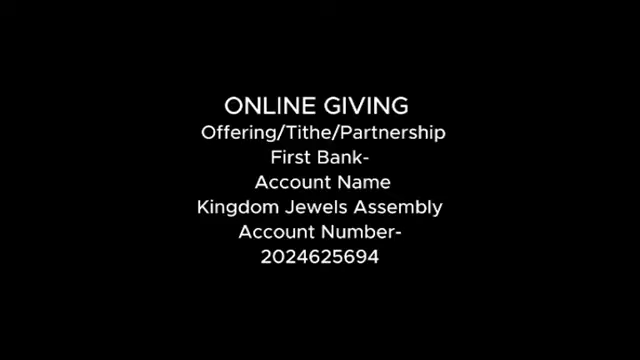 ONLINE GIVING
Offering/Tithe/Partnership
First Bank-
Account Name
Kingdom Jewels Assembly
Account Number-
2024625694